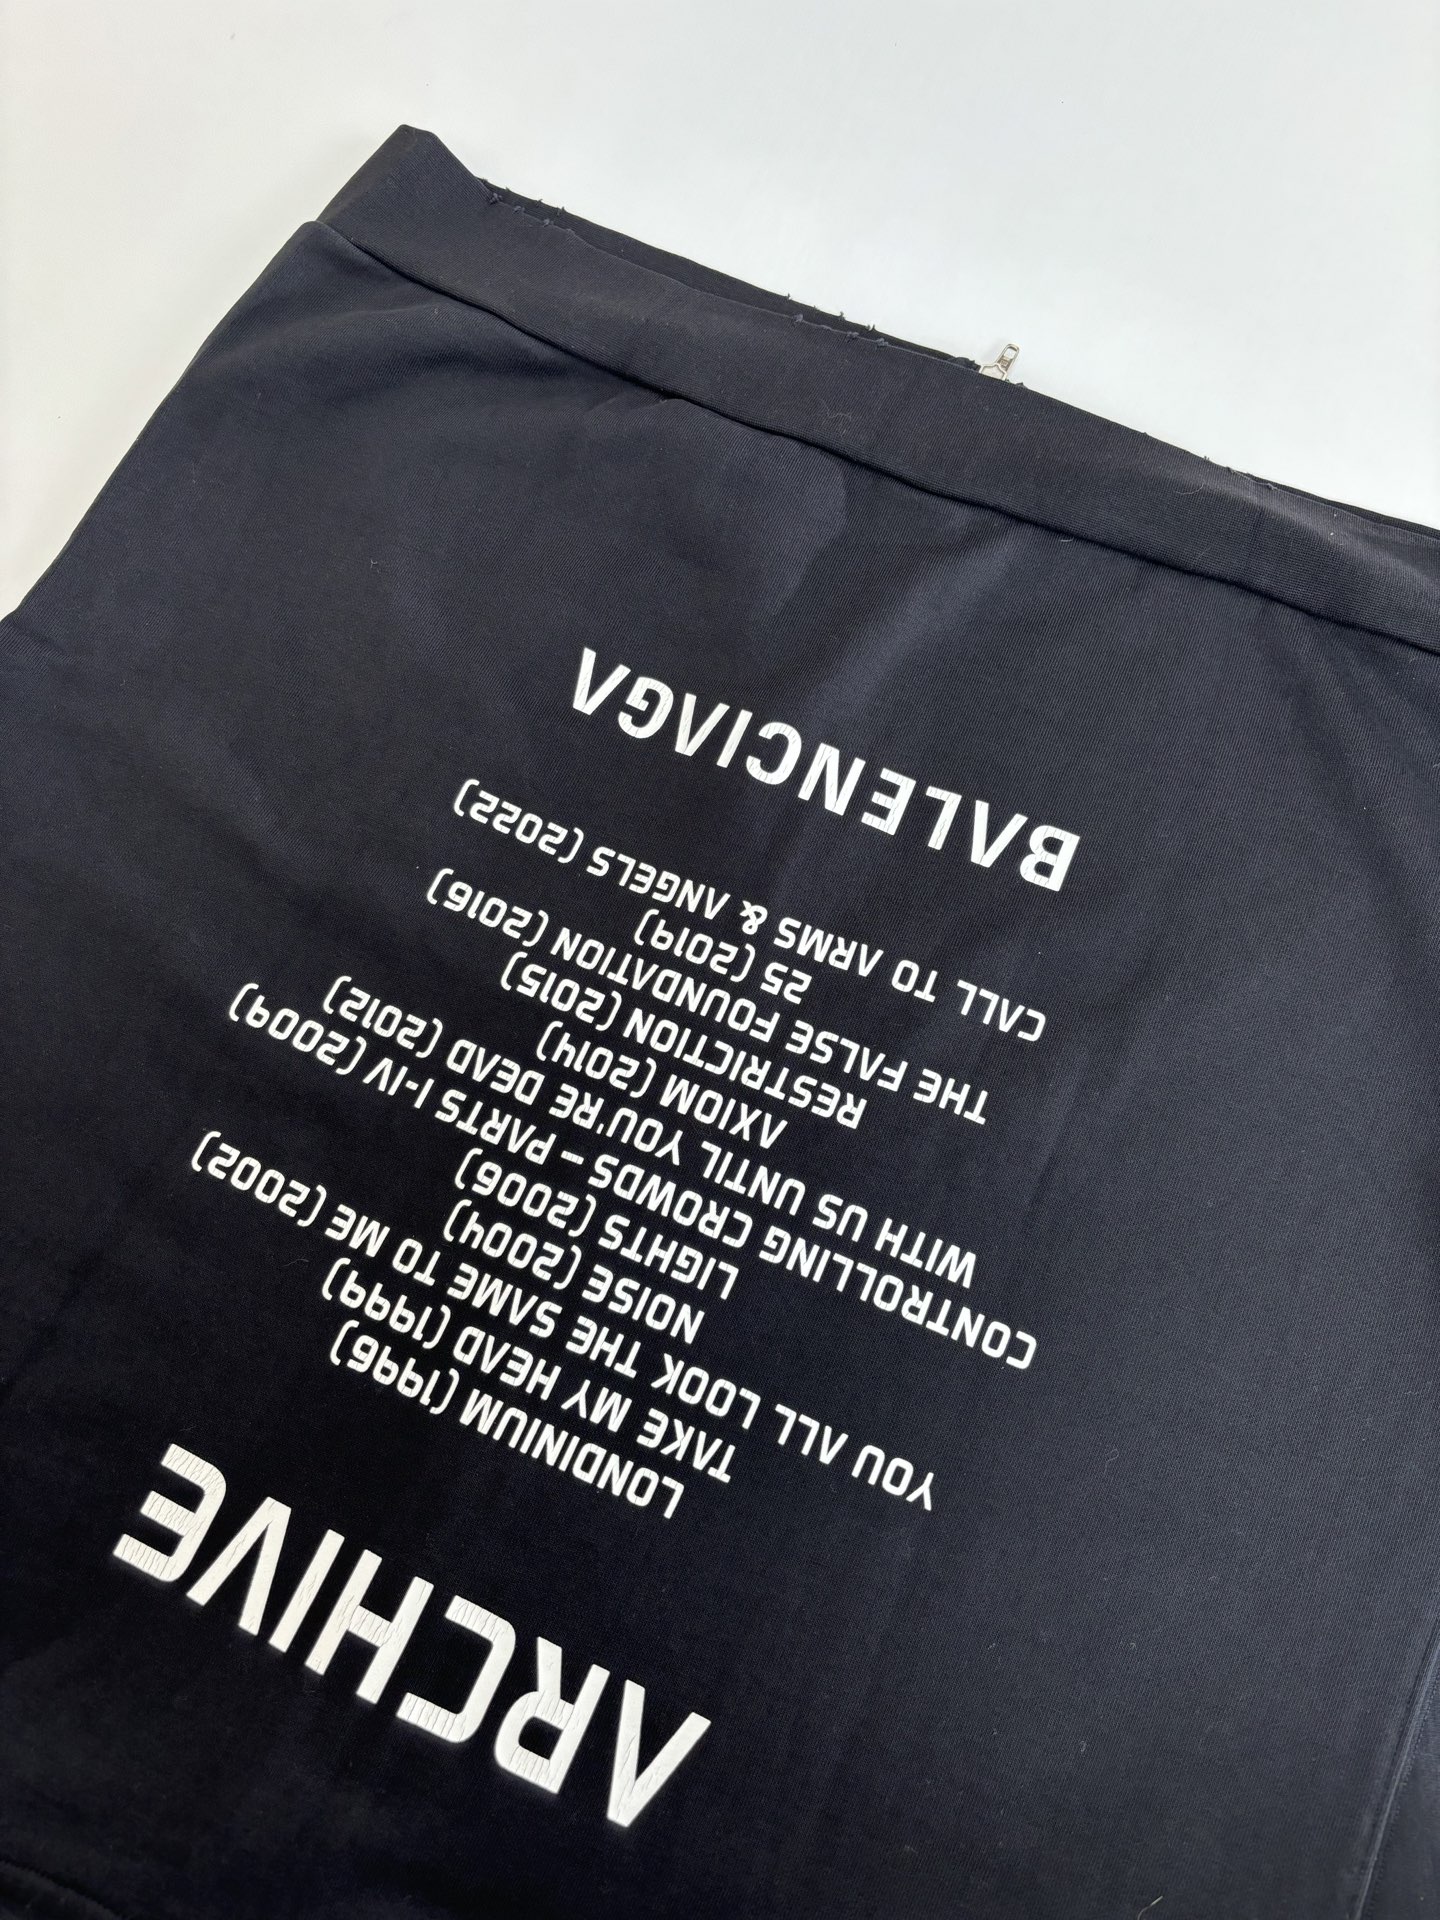 ARCHIVE
LONDINIUM (1996)
TAKE MY HEAD (1999)
YOU ALL LOOK THE SAME TO ME (2002)
NOISE (2004)
LIGHTS (2006)
CONTROLLING CROWDS – PARTS I-IV (2009)
WITH US UNTIL YOU'RE DEAD (2012)
AXIOM (2014)
RESTRICTION (2015)
THE FALSE FOUNDATION (2016)
25 (2019)
CALL TO ARMS & ANGELS (2022)
BALENCIAGA